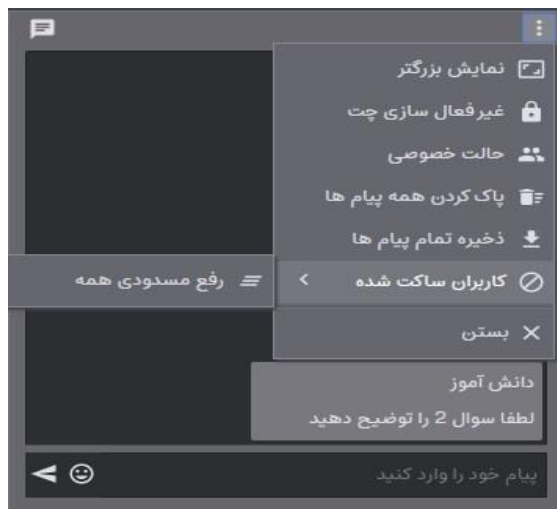 نمایش بزرگتر
غیرفعال سازی چت
حالت خصوصی
پاک کردن همه پیام ها
ذخیره تمام پیام ها
کاربران ساکت شده
رفع مسدودی همه
بستن
دانش آموز
لطفا سوال 2 را توضیح دهید
پیام خود را وارد کنید